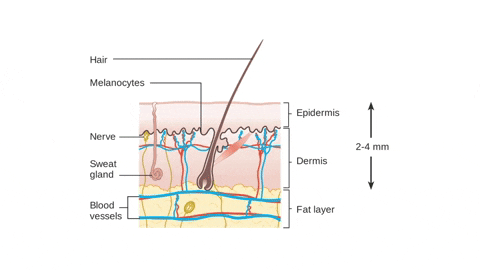 Hair
Melanocytes
Nerve
Sweat
gland
Blood
vessels
Epidermis
Dermis
Fat layer
2-4 mm